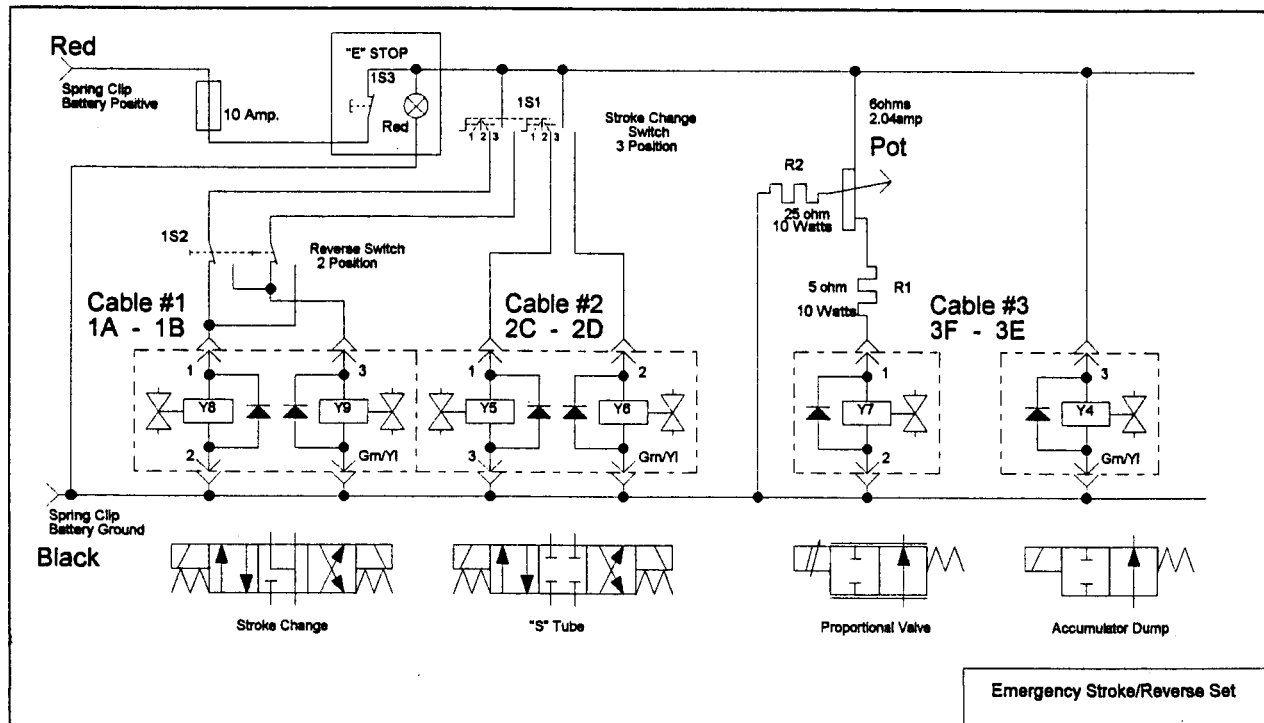 Red
Spring Clip
Battery Positive
10 Amp.
"E" STOP
1S3
Red
1S1
1 2 3
1 2 3
Stroke Change
Switch
3 Position
6ohms
2.04amp
Pot
R2
25 ohm
10 Watts
1S2
Reverse Switch
2 Position
5 ohm
R1
10 Watts
Cable #1
1A - 1B
Cable #2
2C - 2D
Cable #3
3F - 3E
1
3
1
2
1
3
Y8
Y9
Y5
Y6
Y7
Y4
2
Grn/Yl
3
Grn/Yl
2
Grn/Yl
Spring Clip
Battery Ground
Black
Stroke Change
"S" Tube
Proportional Valve
Accumulator Dump
Emergency Stroke/Reverse Set